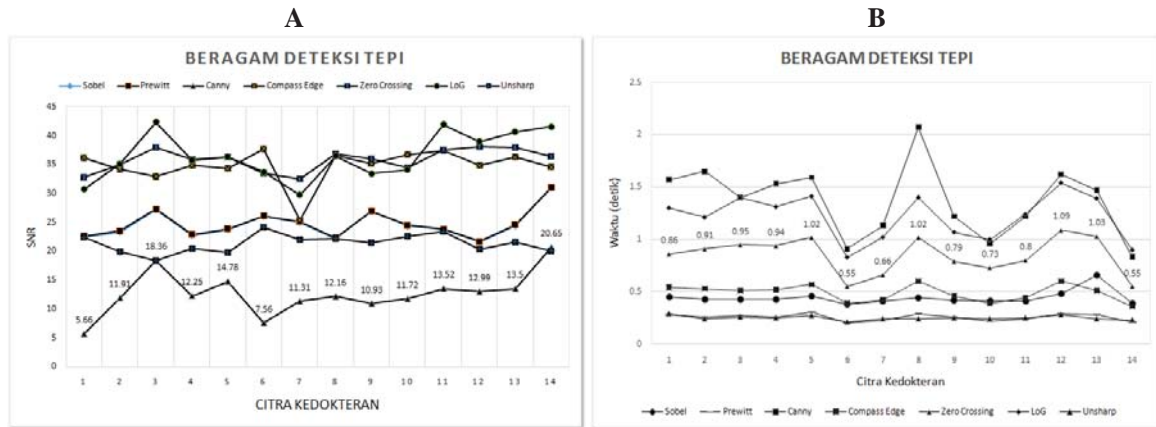 A
B
BERAGAM DETEKSI TEPI
Sobel Prewitt Canny Compass Edge Zero Crossing LoG Unsharp
45
40
35
30
25
20
15
10
5
0
SNR
5.66 11.91 18.36 12.25 14.78 7.56 11.31 12.16 10.93 11.72 13.52 12.99 13.5 20.65
1 2 3 4 5 6 7 8 9 10 11 12 13 14
CITRA KEDOKTERAN
BERAGAM DETEKSI TEPI
2.5
2
1.5
1
0.5
0
Waktu (detik)
0.86 0.91 0.95 0.94 1.02 0.55 0.66 1.02 0.79 0.73 0.8 1.09 1.03 0.55
1 2 3 4 5 6 7 8 9 10 11 12 13 14
Citra Kedokteran
Sobel Prewitt Canny Compass Edge Zero Crossing LoG Unsharp